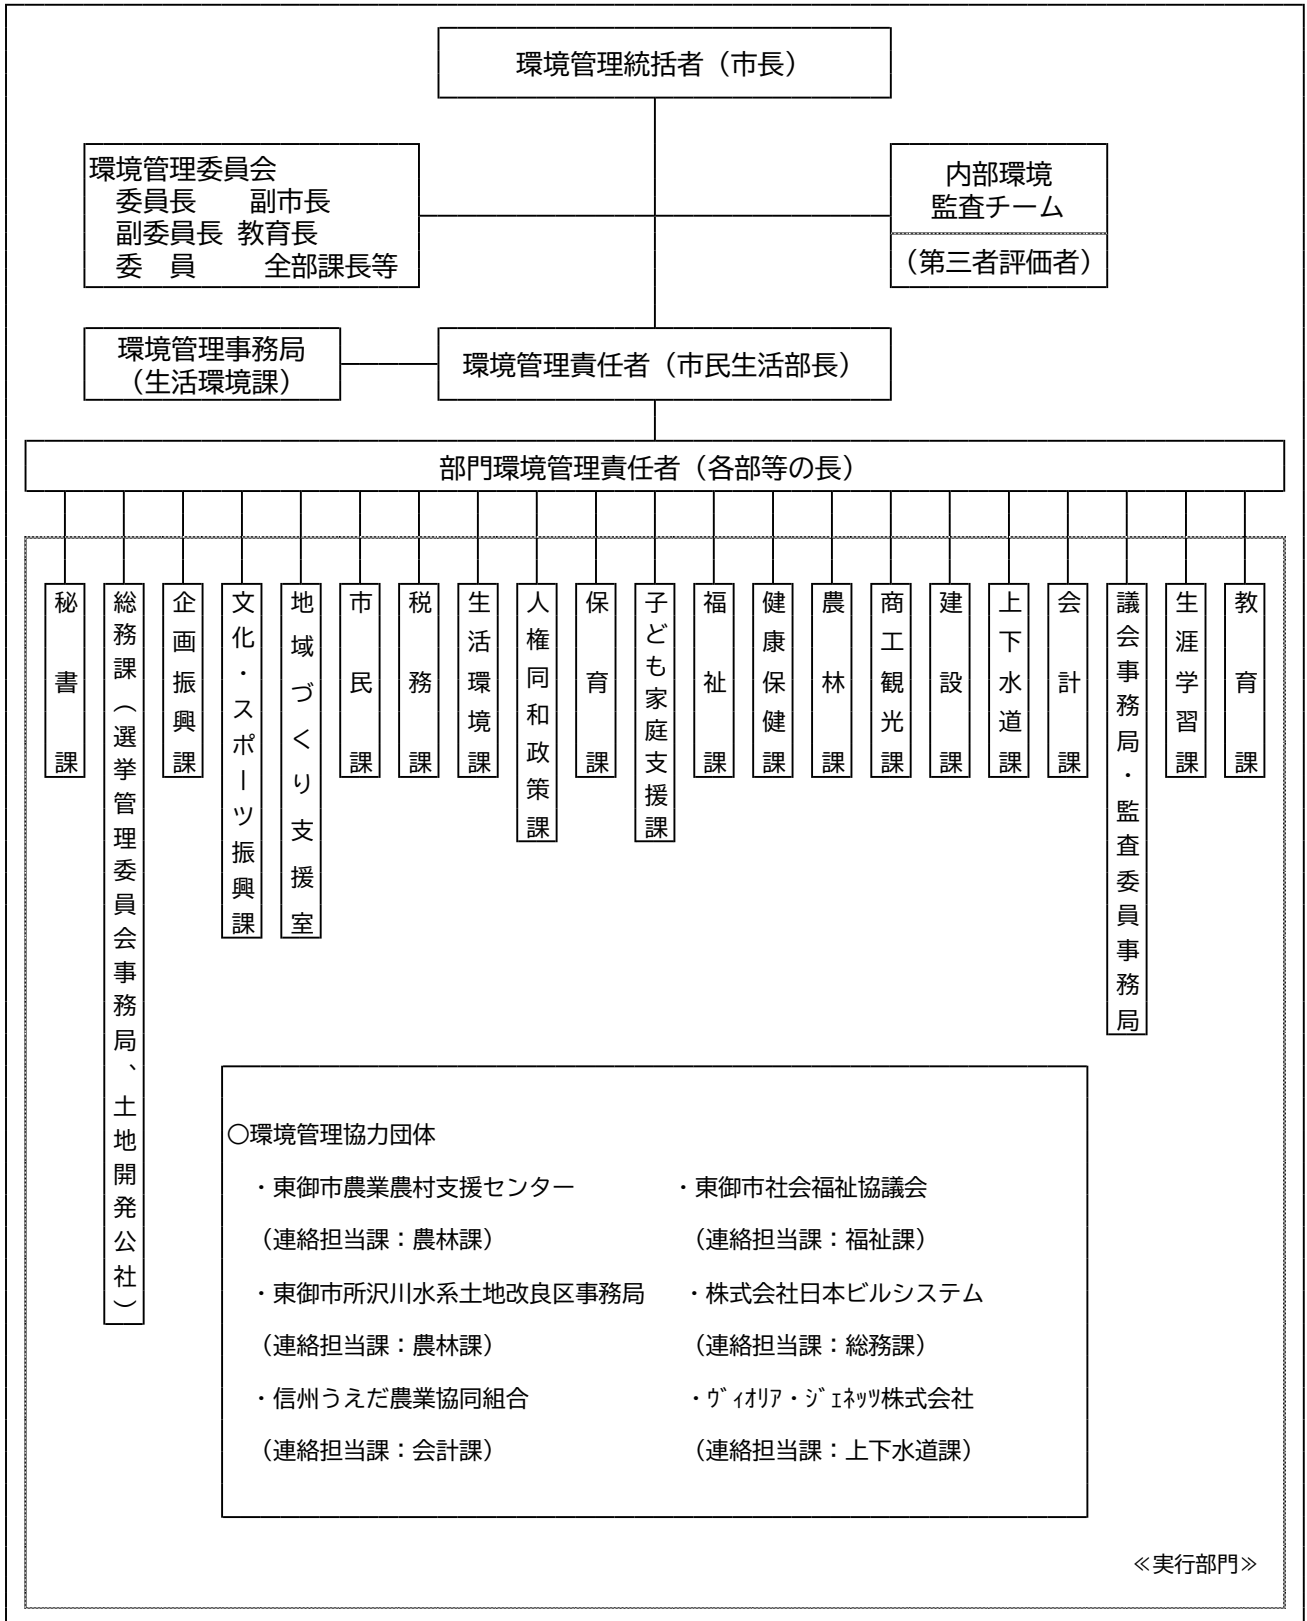 環境管理統括者（市長）
環境管理委員会
委員長　　副市長
副委員長 教育長
委　員　　全部課長等
内部環境
監査チーム
（第三者評価者）
環境管理事務局
（生活環境課）
環境管理責任者（市民生活部長）
部門環境管理責任者（各部等の長）
秘書課
総務課（選挙管理委員会事務局、土地開発公社）
企画振興課
文化・スポーツ振興課
地域づくり支援室
市民課
税務課
生活環境課
人権同和政策課
保育課
子ども家庭支援課
福祉課
健康保健課
農林課
商工観光課
建設課
上下水道課
会計課
議会事務局・監査委員事務局
生涯学習課
教育課
○環境管理協力団体
・東御市農業農村支援センター　　・東御市社会福祉協議会
（連絡担当課：農林課）　　（連絡担当課：福祉課）
・東御市所沢川水系土地改良区事務局　　・株式会社日本ビルシステム
（連絡担当課：農林課）　　（連絡担当課：総務課）
・信州うえだ農業協同組合　　・ｳﾞｨｵﾘｱ・ｼﾞｪﾈｯﾂ株式会社
（連絡担当課：会計課）　　（連絡担当課：上下水道課）
≪実行部門≫